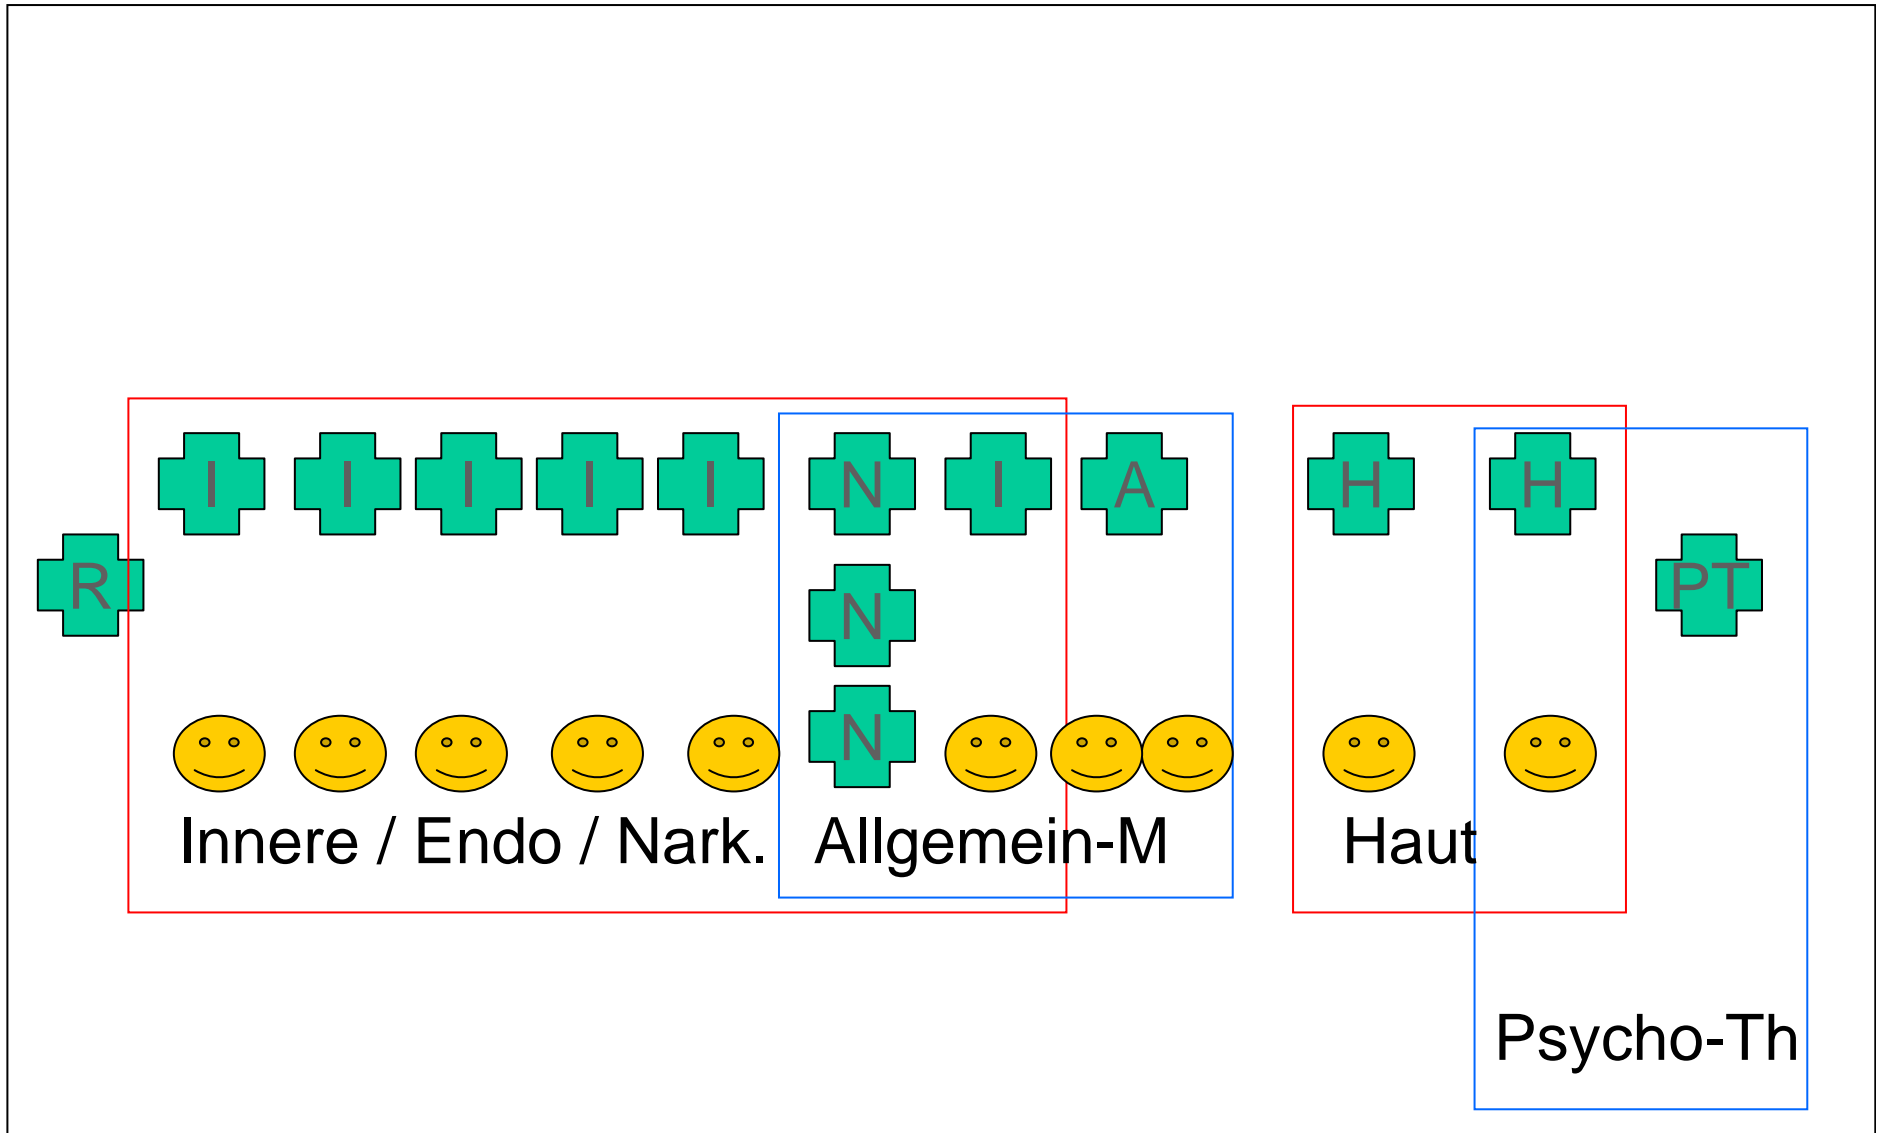 I I I I I N I A H H
R N PT
N
Innere / Endo / Nark. Allgemein-M Haut
Psycho-Th